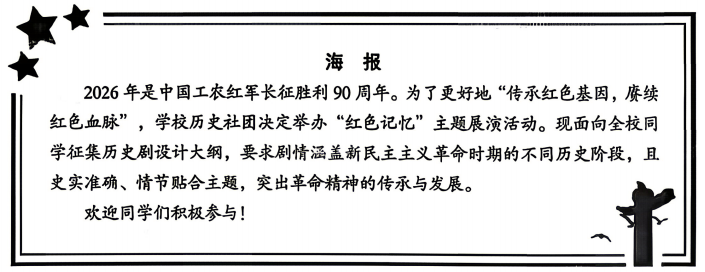 海 报
2026 年是中国工农红军长征胜利 90 周年。为了更好地“传承红色基因，赓续
红色血脉”，学校历史社团决定举办“红色记忆”主题展演活动。现面向全校同
学征集历史剧设计大纲，要求剧情涵盖新民主主义革命时期的不同历史阶段，且
史实准确、情节贴合主题，突出革命精神的传承与发展。
欢迎同学们积极参与！